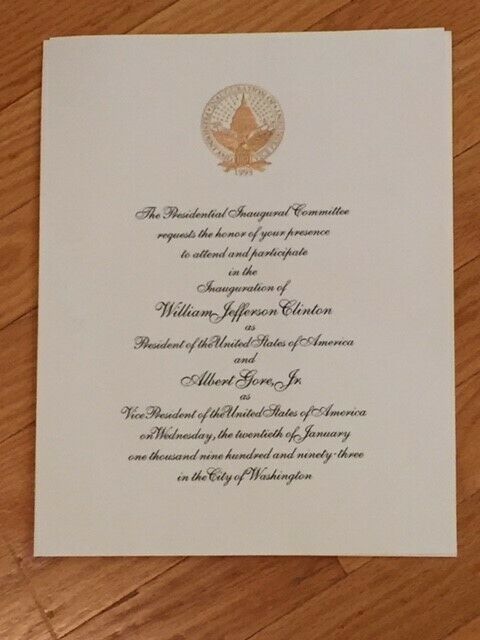 1993
The Presidential Inaugural Committee
requests the honor of your presence
to attend and participate
in the
Inauguration of
William Jefferson Clinton
as
President of the United States of America
and
Albert Gore, Jr.
as
Vice President of the United States of America
on Wednesday, the twentieth of January
one thousand nine hundred and ninety-three
in the City of Washington